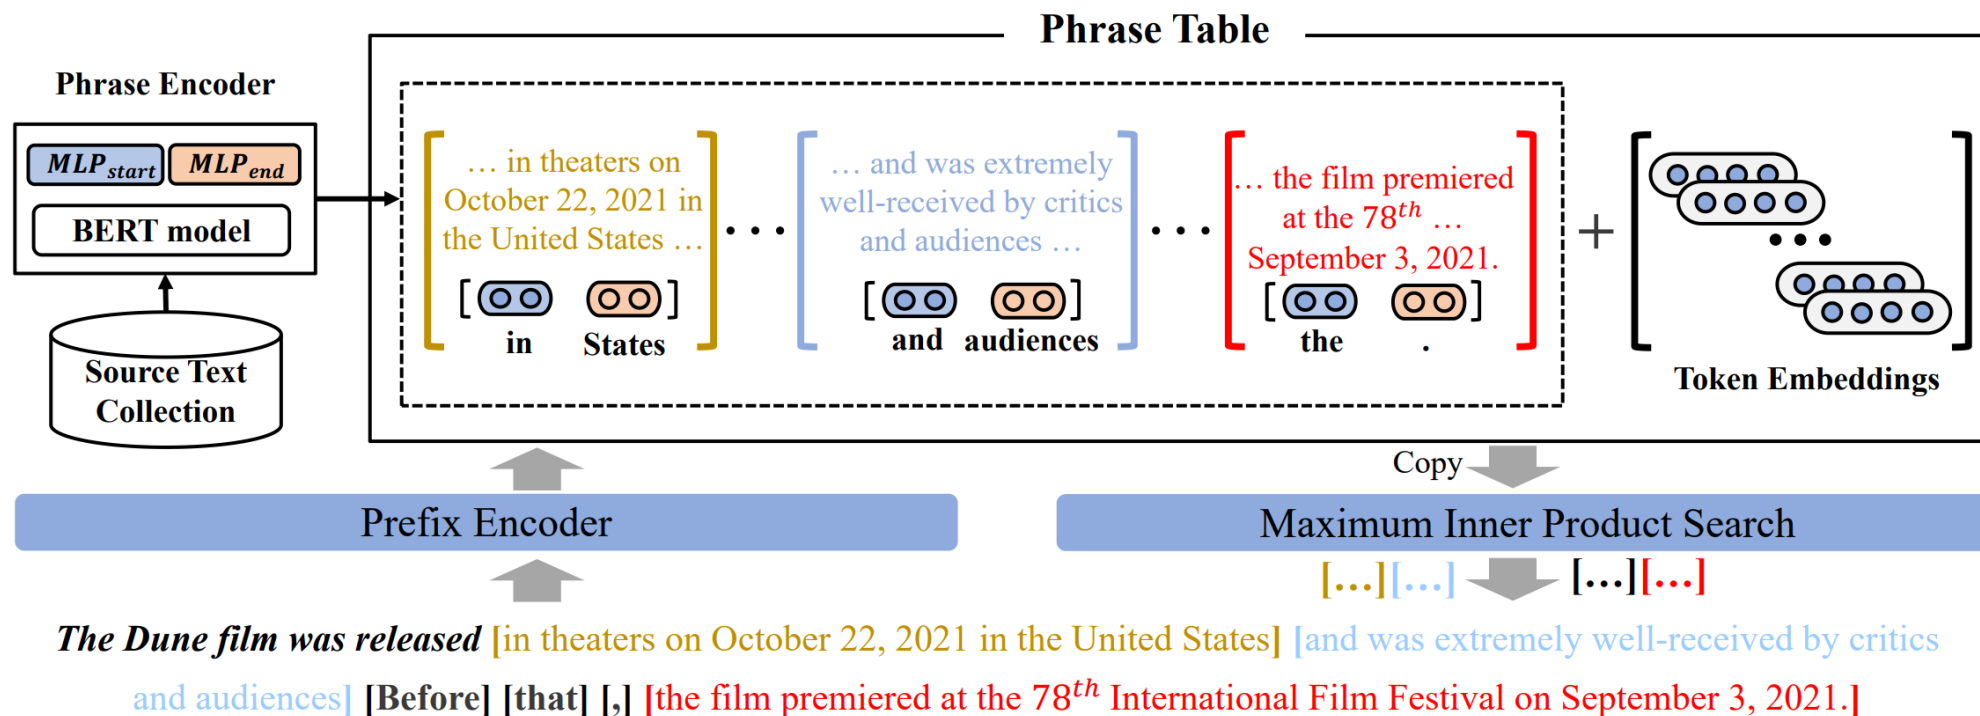 Phrase Table
Phrase Encoder
MLP_start MLP_end
BERT model
Source Text
Collection
… in theaters on
October 22, 2021 in
the United States …
[ ]
in States
…
… and was extremely
well-received by critics
and audiences …
[ ]
and audiences
…
… the film premiered
at the 78th …
September 3, 2021.
[ ]
the .
+
…
Token Embeddings
Copy
Prefix Encoder
Maximum Inner Product Search
[…][…] […][…]
The Dune film was released [in theaters on October 22, 2021 in the United States] [and was extremely well-received by critics
and audiences] [Before] [that] [,] [the film premiered at the 78th International Film Festival on September 3, 2021.]